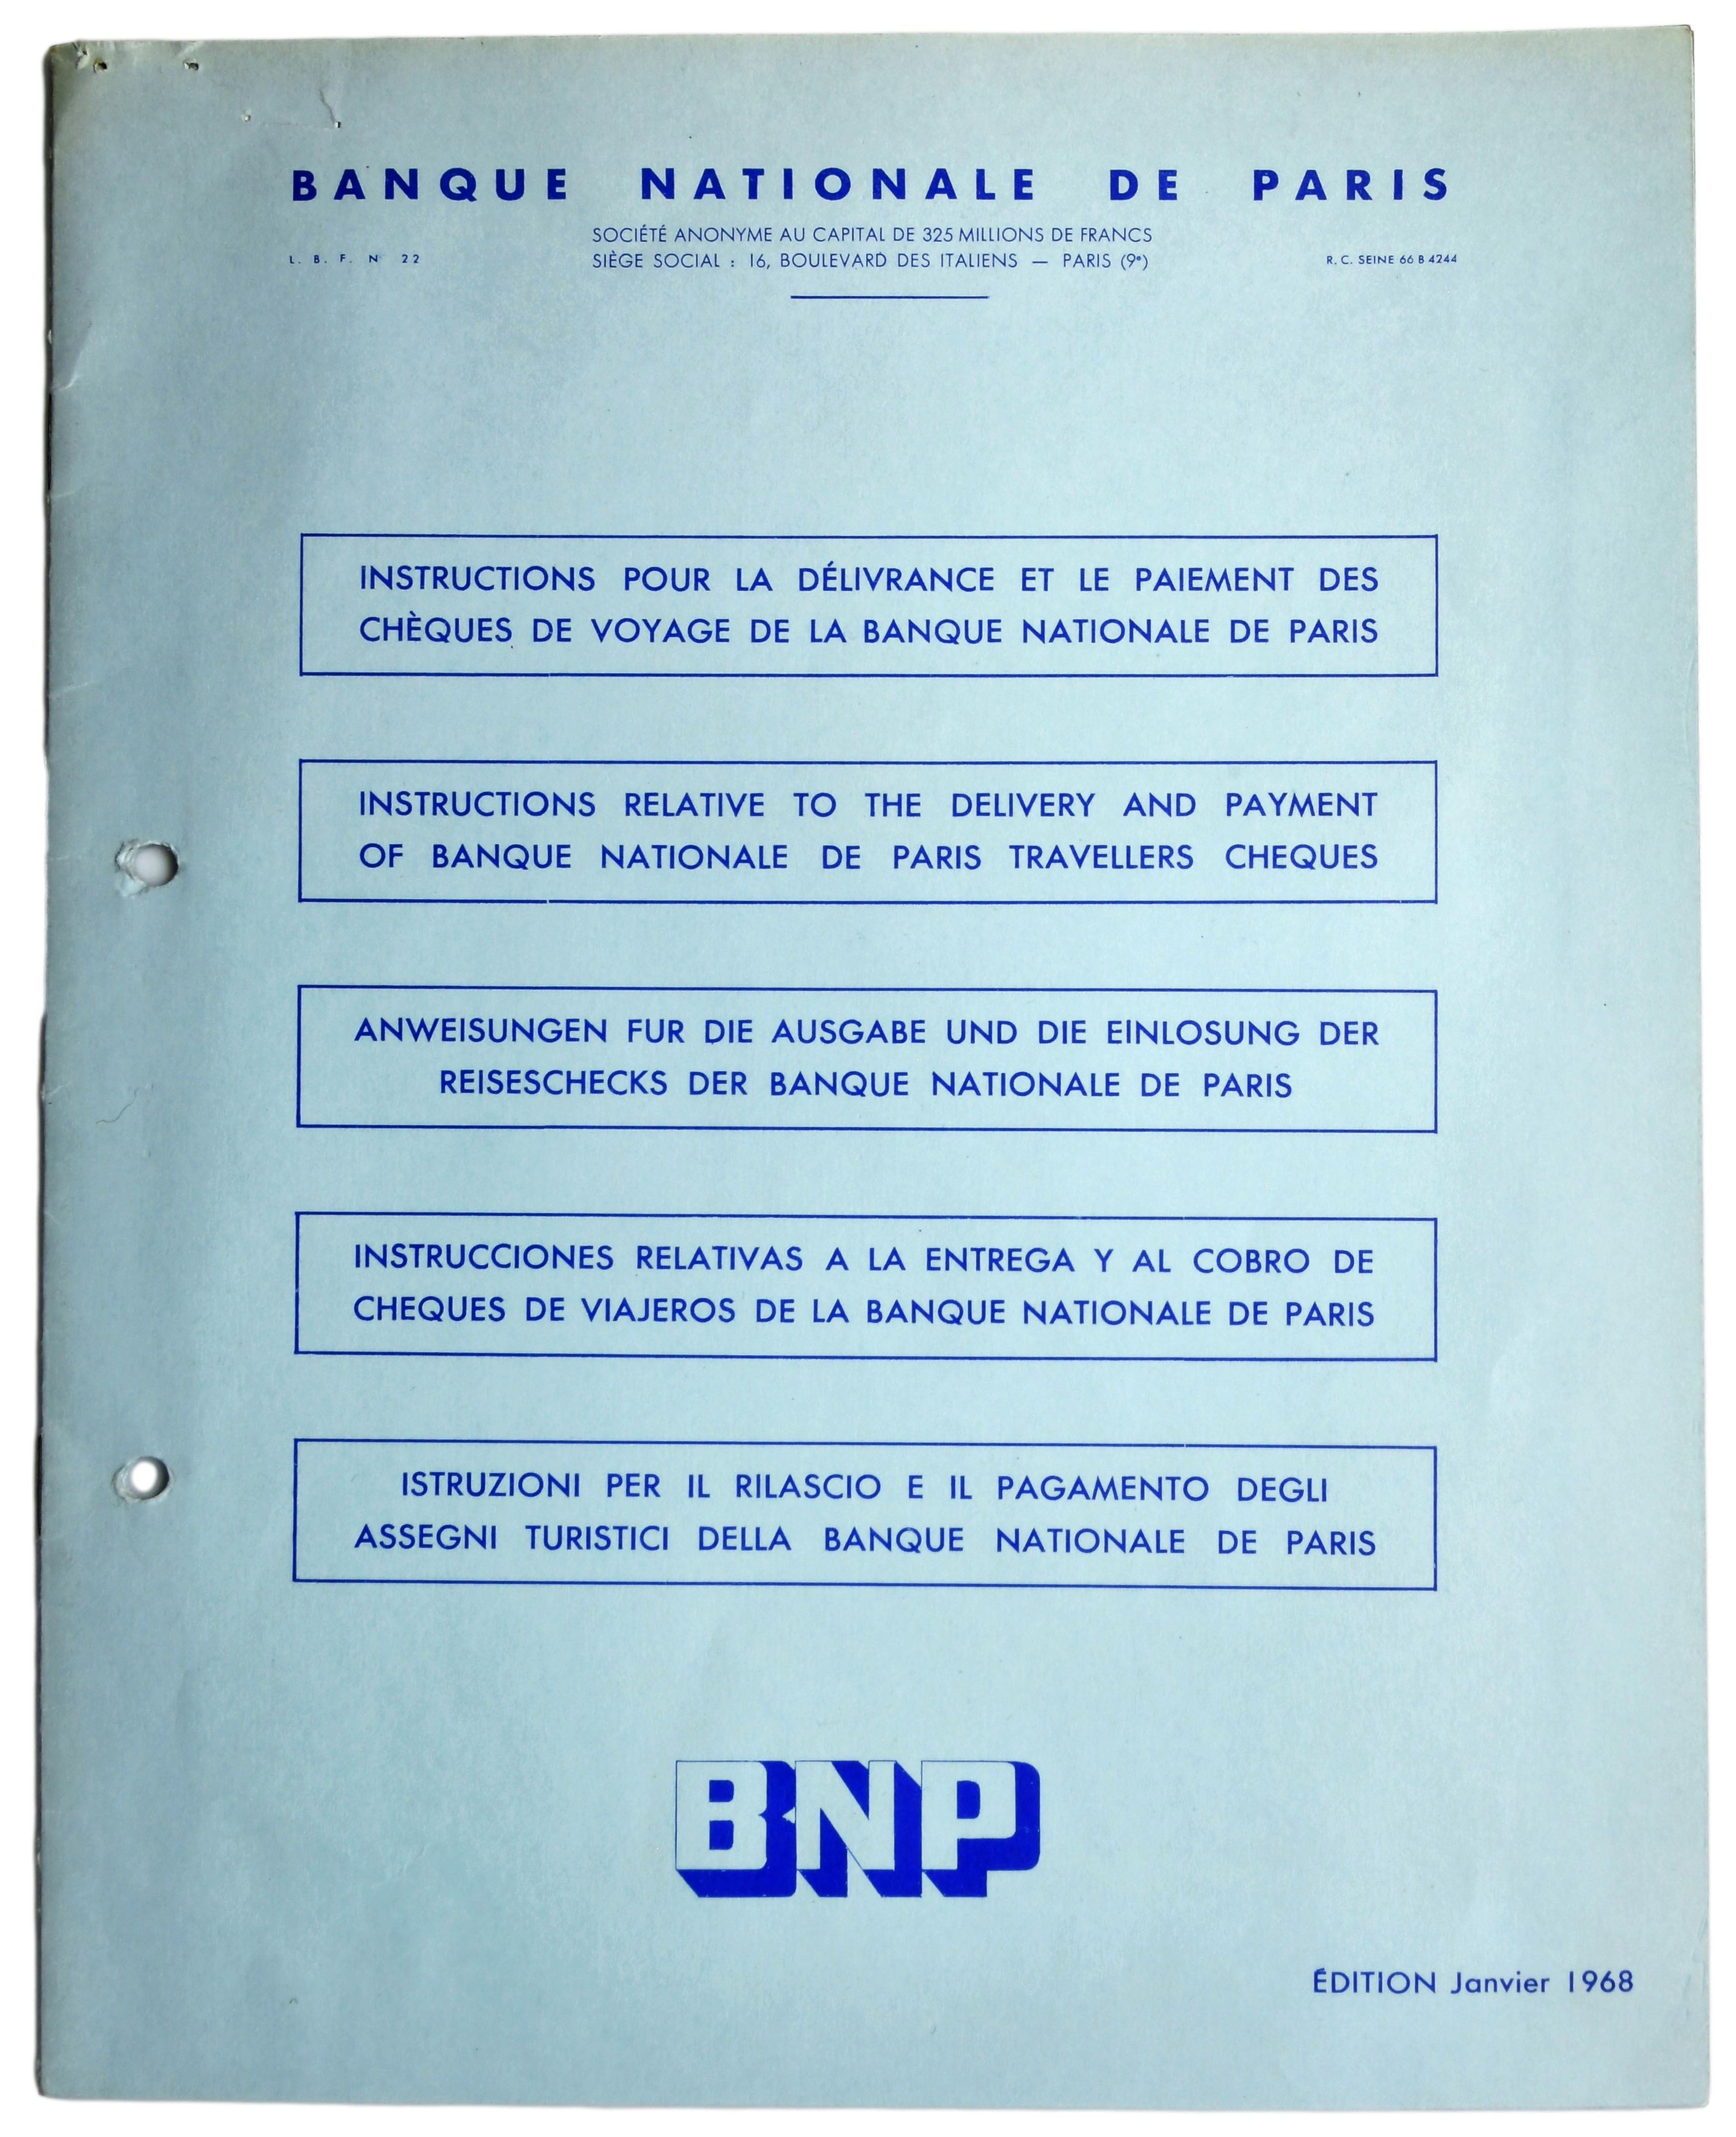 BANQUE NATIONALE DE PARIS
SOCIÉTÉ ANONYME AU CAPITAL DE 325 MILLIONS DE FRANCS
L. B. F. N° 22 SIÈGE SOCIAL : 16, BOULEVARD DES ITALIENS — PARIS (9e) R. C. SEINE 66 B 4244
INSTRUCTIONS POUR LA DÉLIVRANCE ET LE PAIEMENT DES
CHÈQUES DE VOYAGE DE LA BANQUE NATIONALE DE PARIS
INSTRUCTIONS RELATIVE TO THE DELIVERY AND PAYMENT
OF BANQUE NATIONALE DE PARIS TRAVELLERS CHEQUES
ANWEISUNGEN FUR DIE AUSGABE UND DIE EINLOSUNG DER
REISESCHECKS DER BANQUE NATIONALE DE PARIS
INSTRUCCIONES RELATIVAS A LA ENTREGA Y AL COBRO DE
CHEQUES DE VIAJEROS DE LA BANQUE NATIONALE DE PARIS
ISTRUZIONI PER IL RILASCIO E IL PAGAMENTO DEGLI
ASSEGNI TURISTICI DELLA BANQUE NATIONALE DE PARIS
BNP
ÉDITION Janvier 1968